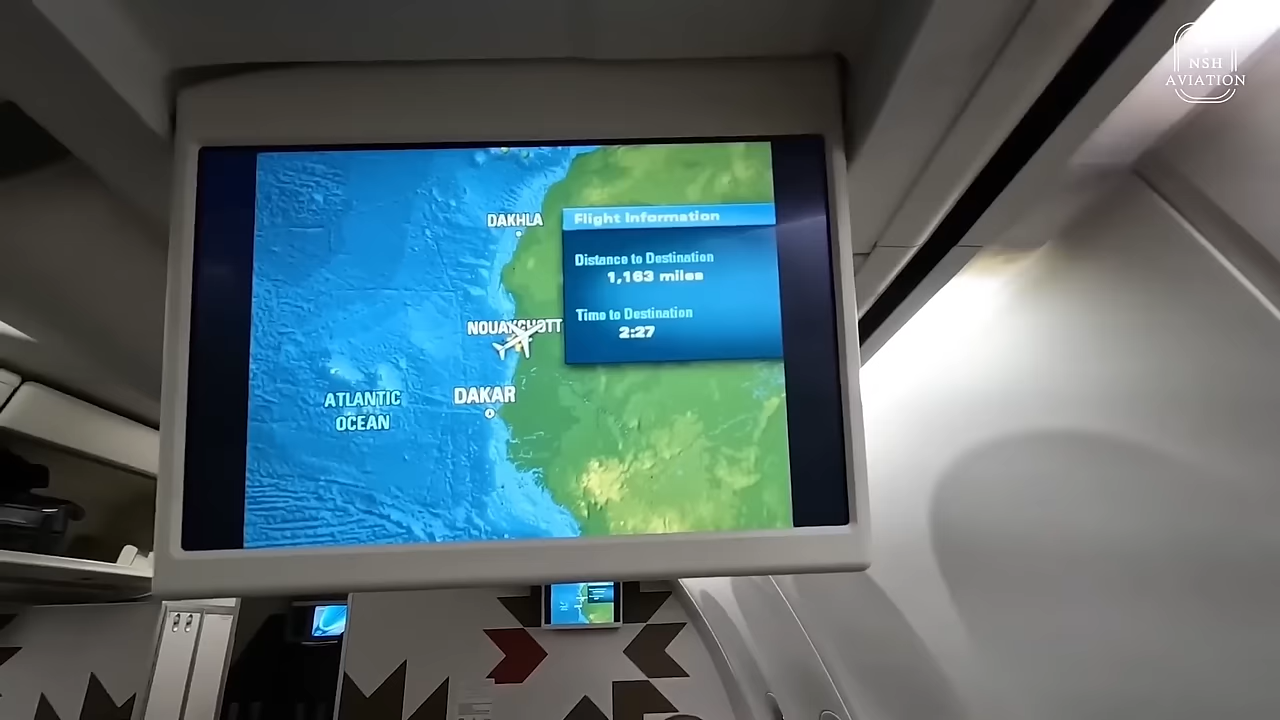 NSH
AVIATION
DAKHLA
Flight Information
Distance to Destination
1,163 miles
Time to Destination
2:27
NOUAKCHOTT
DAKAR
ATLANTIC
OCEAN